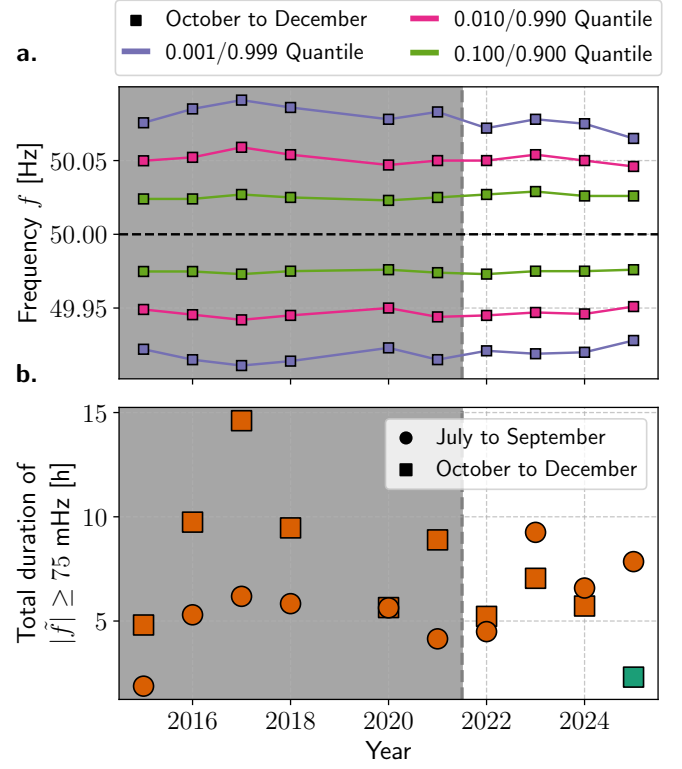 October to December
0.010/0.990 Quantile
0.001/0.999 Quantile
0.100/0.900 Quantile
a.
Frequency f [Hz]
50.05
50.00
49.95
b.
Total duration of
|f̃| ≥ 75 mHz [h]
15
10
5
July to September
October to December
2016
2018
2020
2022
2024
Year